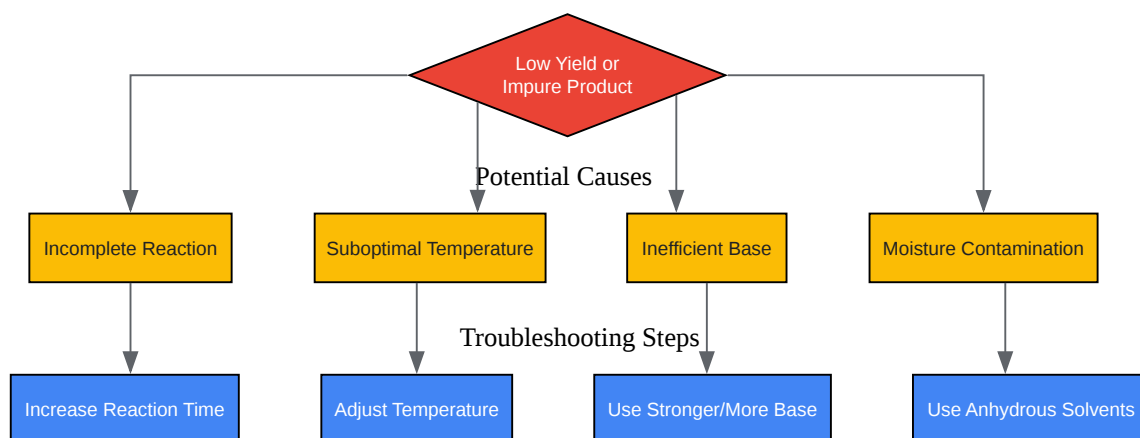 Low Yield or
Impure Product
Potential Causes
Incomplete Reaction
Suboptimal Temperature
Inefficient Base
Moisture Contamination
Troubleshooting Steps
Increase Reaction Time
Adjust Temperature
Use Stronger/More Base
Use Anhydrous Solvents